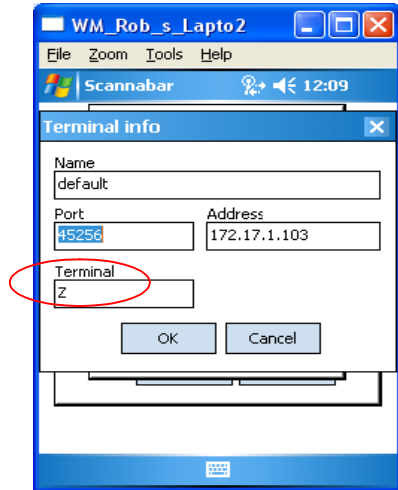 WM_Rob_s_Lapto2
File Zoom Tools Help
Scannabar 12:09
Terminal info
Name
default
Port Address
45256 172.17.1.103
Terminal
Z
OK Cancel